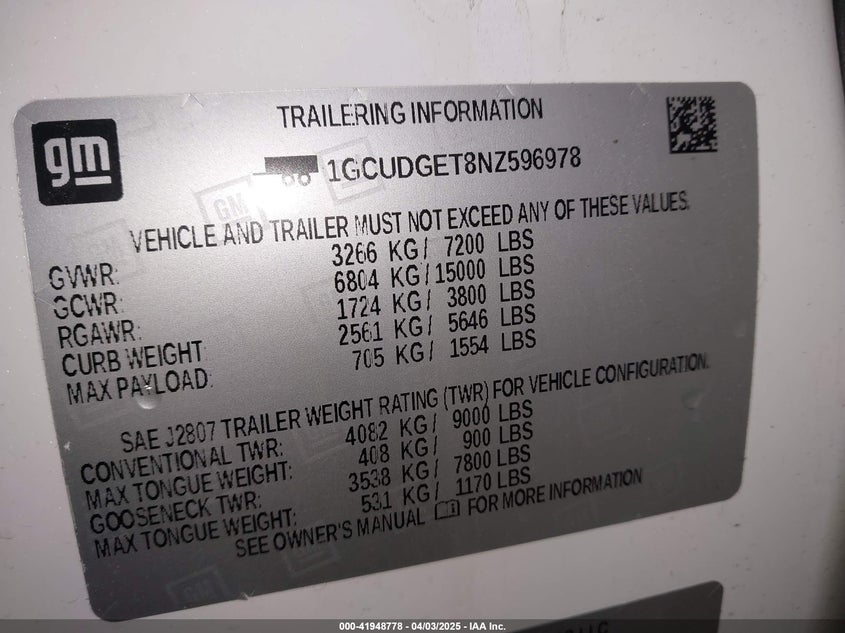 gm
TRAILERING INFORMATION
1GCUDGET8NZ596978
VEHICLE AND TRAILER MUST NOT EXCEED ANY OF THESE VALUES.
GVWR: 3266 KG/ 7200 LBS
GCWR: 6804 KG/15000 LBS
RGAWR: 1724 KG/ 3800 LBS
CURB WEIGHT 2561 KG/ 5646 LBS
MAX PAYLOAD: 705 KG/ 1554 LBS
SAE J2807 TRAILER WEIGHT RATING (TWR) FOR VEHICLE CONFIGURATION.
CONVENTIONAL TWR: 4082 KG/ 9000 LBS
MAX TONGUE WEIGHT: 408 KG/ 900 LBS
GOOSENECK TWR: 3538 KG/ 7800 LBS
MAX TONGUE WEIGHT: 531 KG/ 1170 LBS
SEE OWNER'S MANUAL FOR MORE INFORMATION
000-41948778 - 04/03/2025 - IAA Inc.